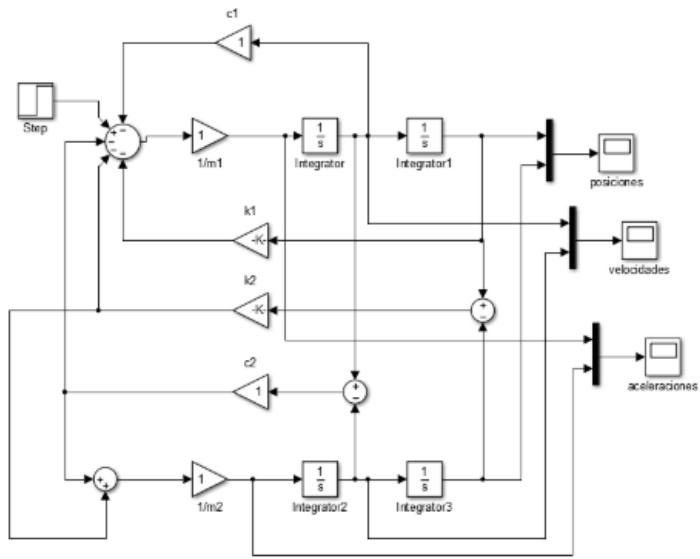 c1
1
Step
1
1/m1
1
s
Integrator
1
s
Integrator1
posiciones
k1
-K-
velocidades
k2
-K-
c2
1
aceleraciones
1
1/m2
1
s
Integrator2
1
s
Integrator3